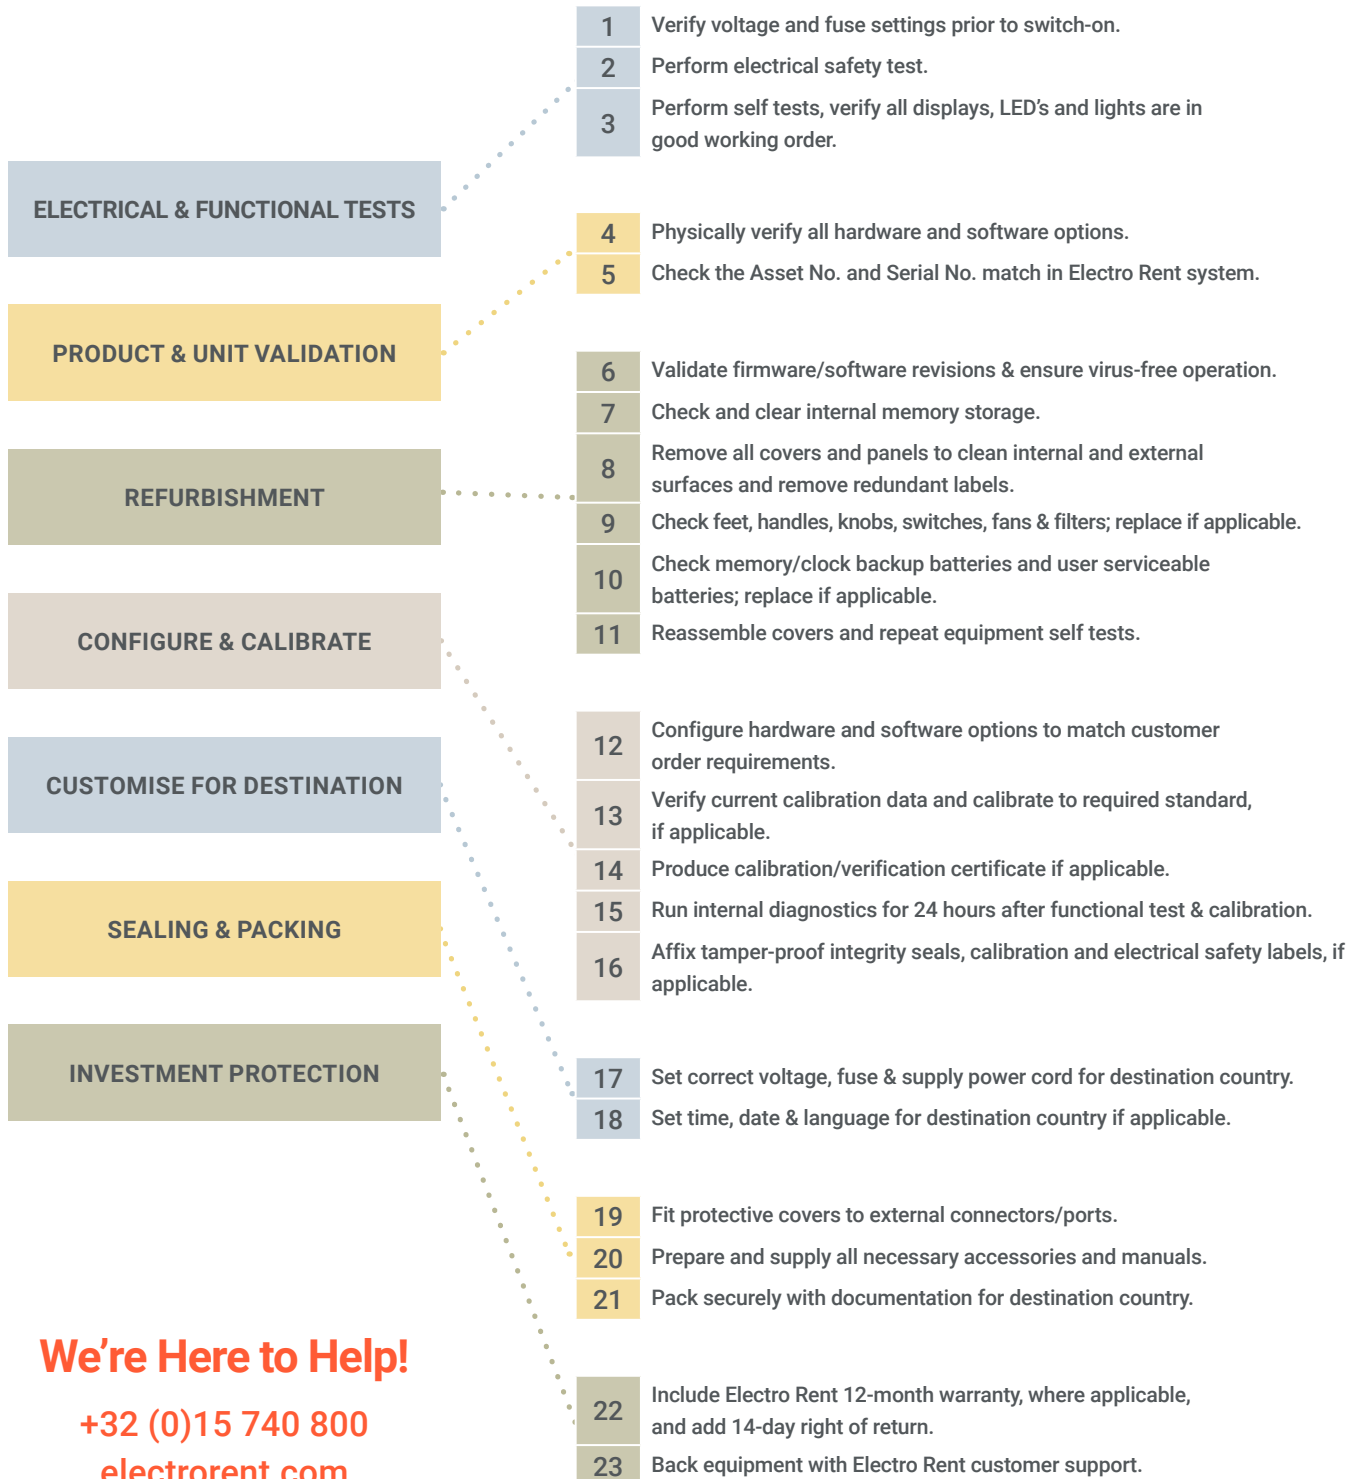 ELECTRICAL & FUNCTIONAL TESTS
1 Verify voltage and fuse settings prior to switch-on.
2 Perform electrical safety test.
3 Perform self tests, verify all displays, LED’s and lights are in
good working order.
PRODUCT & UNIT VALIDATION
4 Physically verify all hardware and software options.
5 Check the Asset No. and Serial No. match in Electro Rent system.
REFURBISHMENT
6 Validate firmware/software revisions & ensure virus-free operation.
7 Check and clear internal memory storage.
8 Remove all covers and panels to clean internal and external
surfaces and remove redundant labels.
9 Check feet, handles, knobs, switches, fans & filters; replace if applicable.
10 Check memory/clock backup batteries and user serviceable
batteries; replace if applicable.
11 Reassemble covers and repeat equipment self tests.
CONFIGURE & CALIBRATE
12 Configure hardware and software options to match customer
order requirements.
13 Verify current calibration data and calibrate to required standard,
if applicable.
14 Produce calibration/verification certificate if applicable.
15 Run internal diagnostics for 24 hours after functional test & calibration.
16 Affix tamper-proof integrity seals, calibration and electrical safety labels, if
applicable.
CUSTOMISE FOR DESTINATION
17 Set correct voltage, fuse & supply power cord for destination country.
18 Set time, date & language for destination country if applicable.
SEALING & PACKING
19 Fit protective covers to external connectors/ports.
20 Prepare and supply all necessary accessories and manuals.
21 Pack securely with documentation for destination country.
INVESTMENT PROTECTION
22 Include Electro Rent 12-month warranty, where applicable,
and add 14-day right of return.
23 Back equipment with Electro Rent customer support.
We’re Here to Help!
+32 (0)15 740 800
electrorent.com